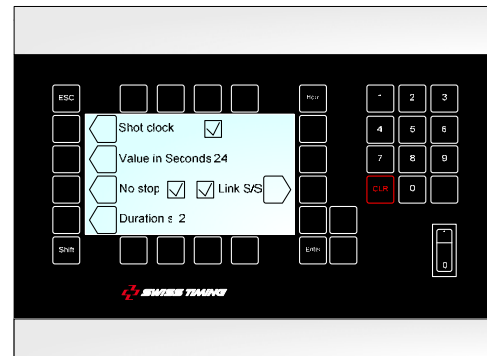 ESC
2
3
Shot clock
4
5
6
Value in Seconds 24
7
8
9
No stop
Link S/S
CLR
0
Duration s 2
Shift
Enter
0
SWISS TIMING